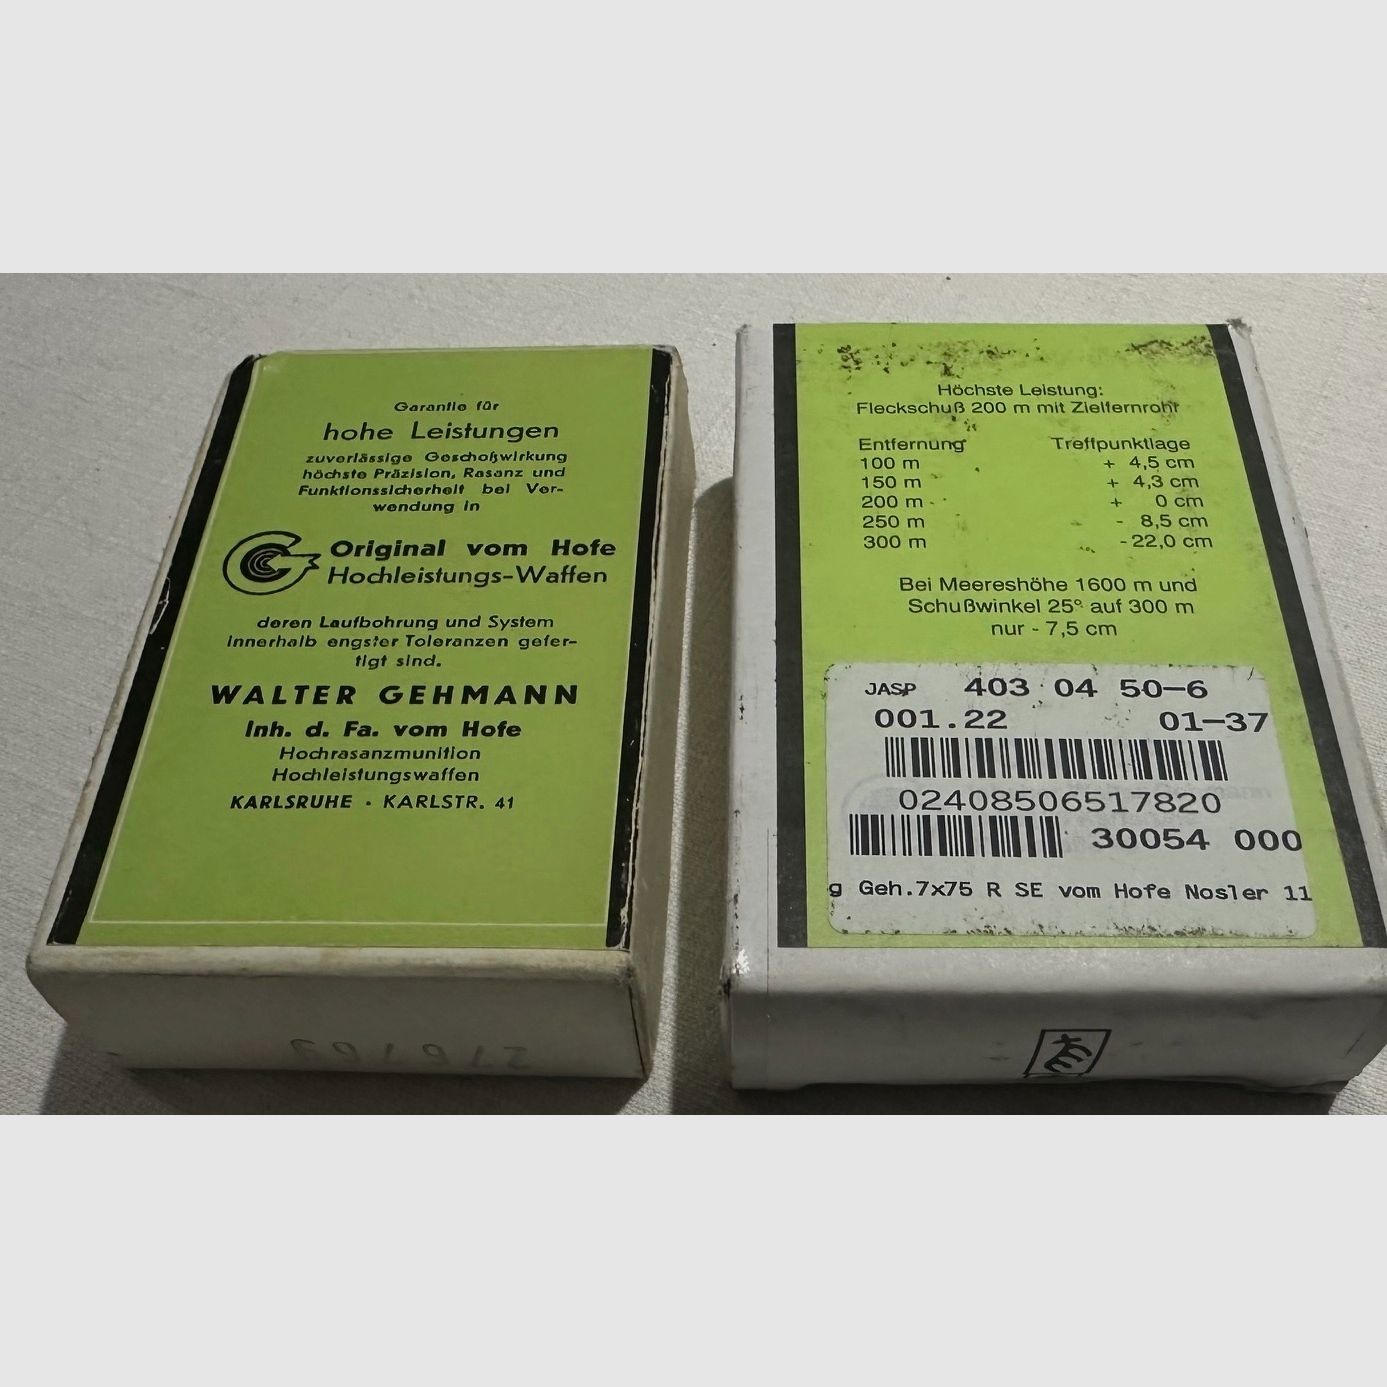 Garantie für
hohe Leistungen
zuverlässige Geschoßwirkung
höchste Präzision, Rasanz und
Funktionssicherheit bei Ver-
wendung in
Original vom Hofe
Hochleistungs-Waffen
deren Laufbohrung und System
innerhalb engster Toleranzen gefer-
tigt sind.
WALTER GEHMANN
Inh. d. Fa. vom Hofe
Hochrasanzmunition
Hochleistungswaffen
KARLSRUHE · KARLSTR. 41
Höchste Leistung:
Fleckschuß 200 m mit Zielfernrohr
Entfernung Treffpunktlage
100 m + 4,5 cm
150 m + 4,3 cm
200 m + 0 cm
250 m - 8,5 cm
300 m - 22,0 cm
Bei Meereshöhe 1600 m und
Schußwinkel 25° auf 300 m
nur - 7,5 cm
JASP 403 04 50-6
001.22 01-37
02408506517820
30054 000
g Geh.7x75 R SE vom Hofe Nosler 11